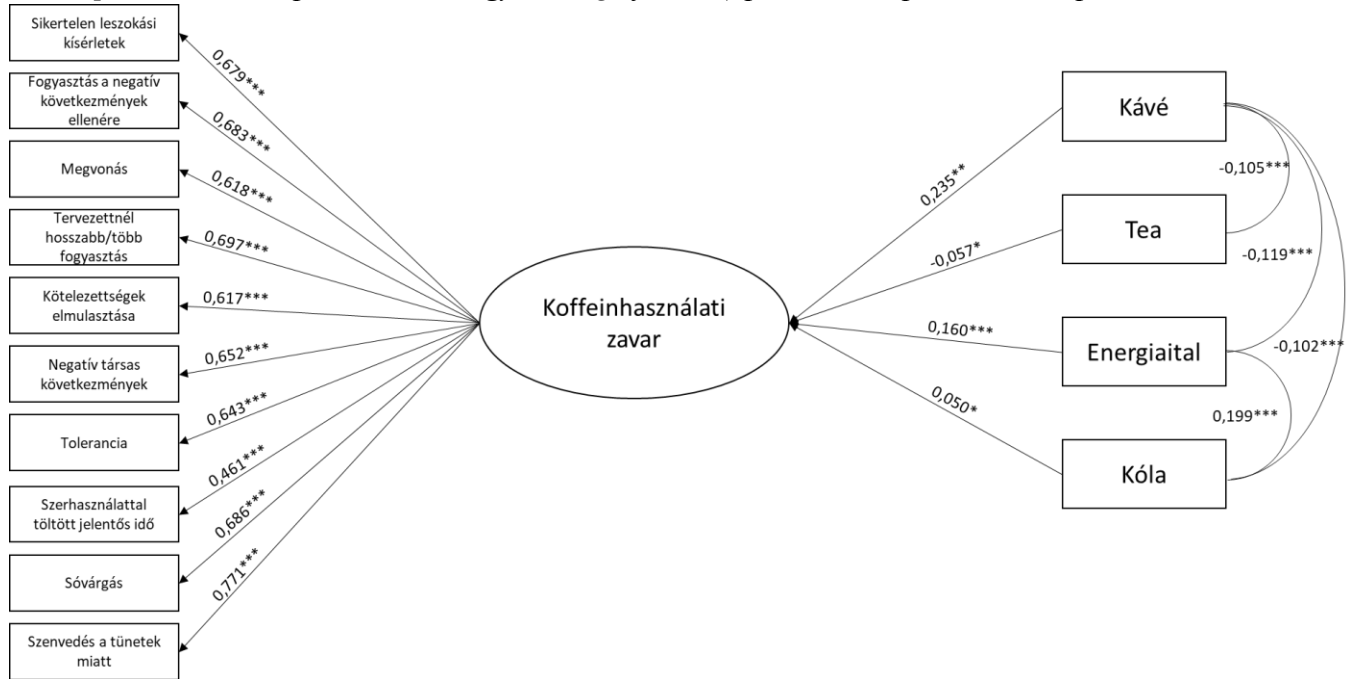 Sikertelen leszokási
kísérletek
Fogyasztás a negatív
következmények
ellenére
Megvonás
Tervezettnél
hosszabb/több
fogyasztás
Kötelezettségek
elmulasztása
Negatív társas
következmények
Tolerancia
Szerhasználattal
töltött jelentős idő
Sóvárgás
Szenvedés a tünetek
miatt
0,679***
0,683***
0,618***
0,697***
0,617***
0,652***
0,643***
0,461***
0,686***
0,771***
Koffeinhasználati
zavar
0,235**
-0,057*
0,160***
0,050*
Kávé
Tea
Energiaital
Kóla
-0,105***
-0,119***
-0,102***
0,199***